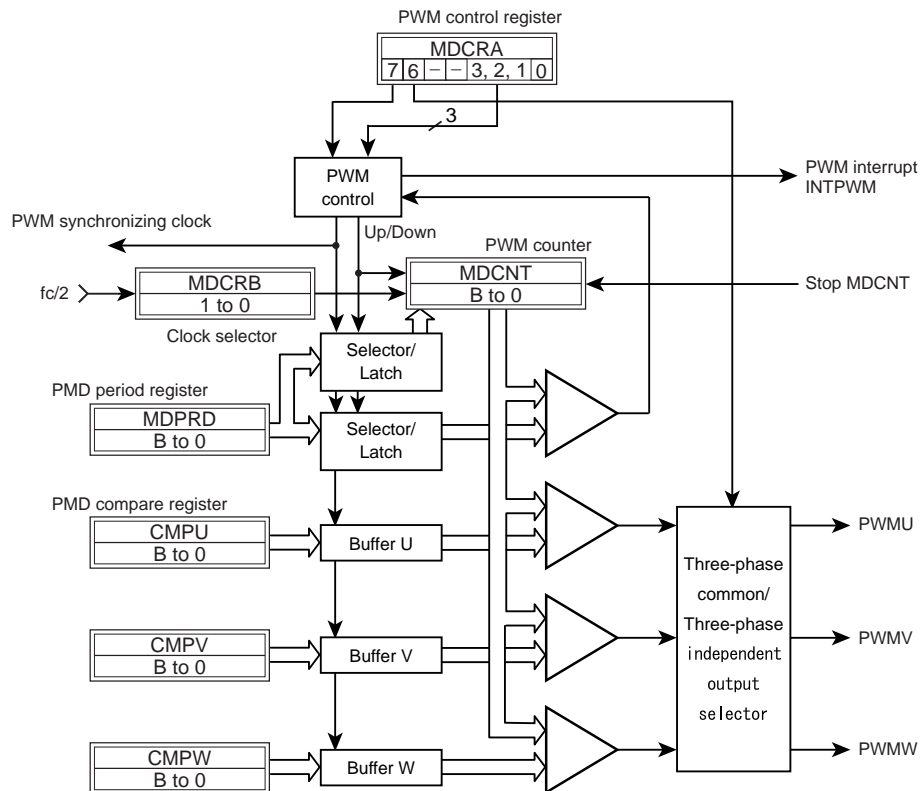 PWM control register
MDCRA
7 6 – – 3, 2, 1 0
3
PWM
control
PWM interrupt
INTPWM
PWM synchronizing clock
Up/Down
PWM counter
MDCNT
B to 0
Stop MDCNT
fc/2
MDCRB
1 to 0
Clock selector
Selector/
Latch
PMD period register
MDPRD
B to 0
Selector/
Latch
PMD compare register
CMPU
B to 0
Buffer U
PWMU
CMPV
B to 0
Buffer V
PWMV
CMPW
B to 0
Buffer W
PWMW
Three-phase
common/
Three-phase
independent
output
selector